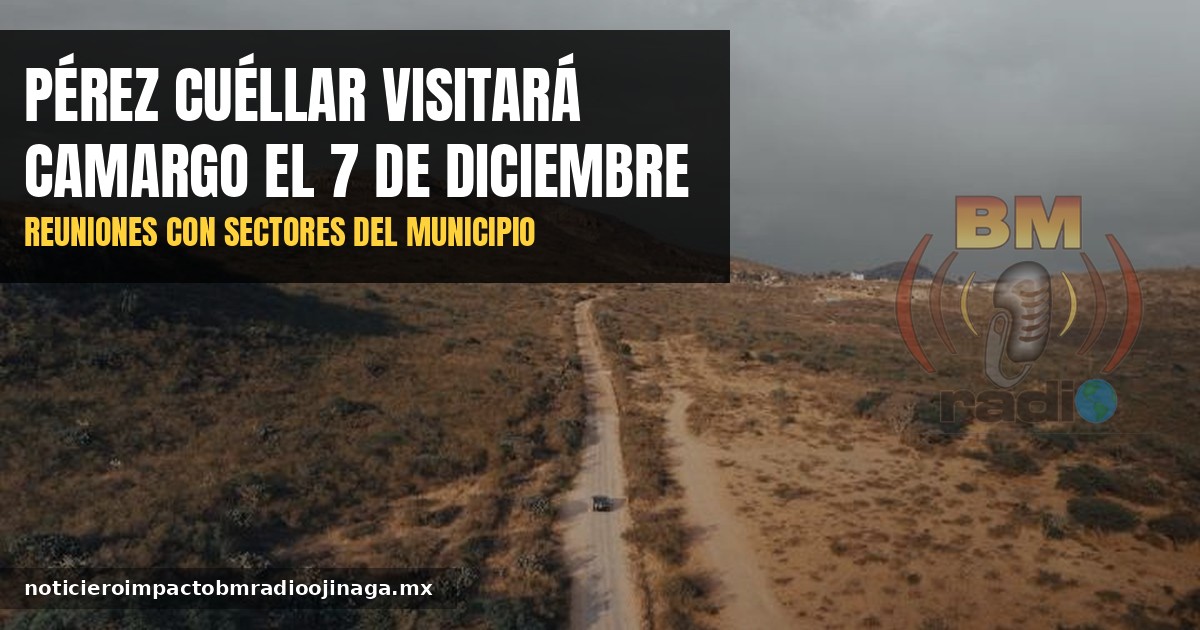 PÉREZ CUÉLLAR VISITARÁ
CAMARGO EL 7 DE DICIEMBRE
REUNIONES CON SECTORES DEL MUNICIPIO
BM
radio
noticieroimpactobmradioojinaga.mx